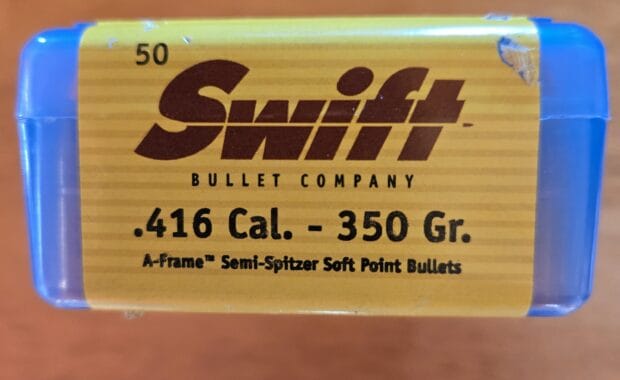 50
Swift
BULLET COMPANY
.416 Cal. - 350 Gr.
A-Frame™ Semi-Spitzer Soft Point Bullets